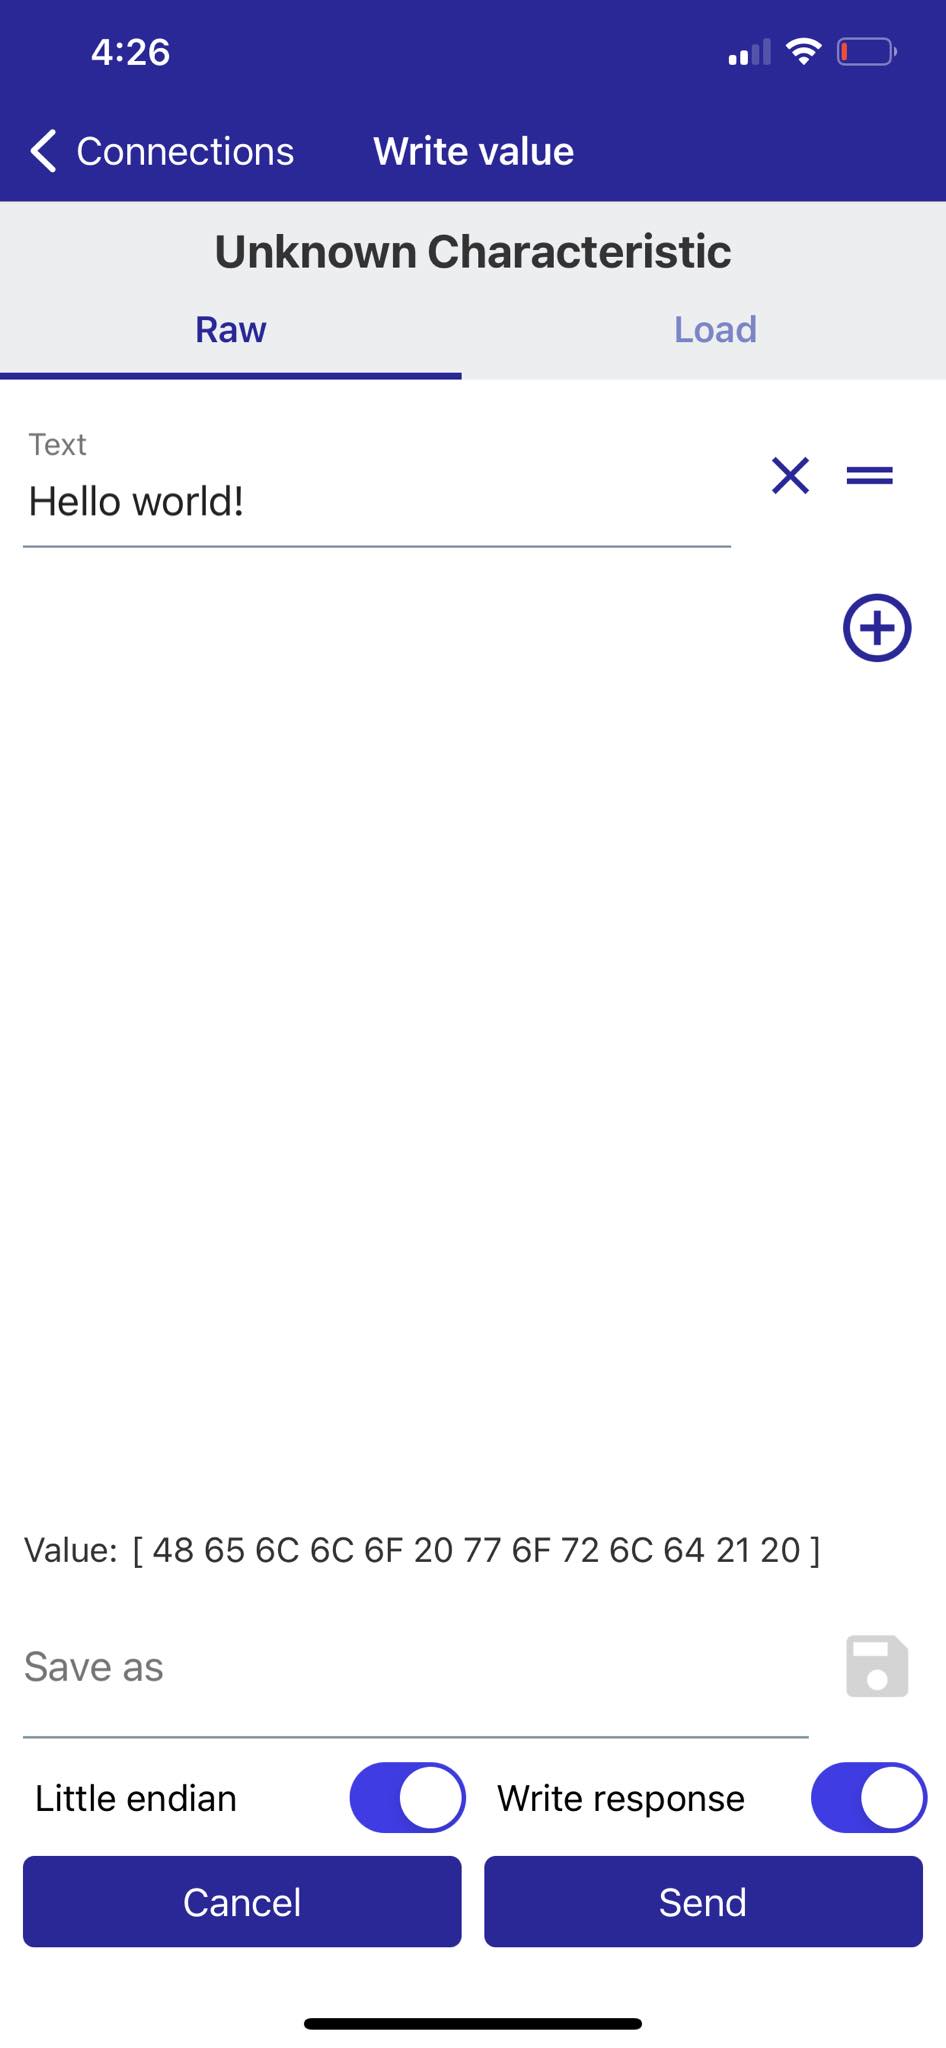 4:26
Connections Write value
Unknown Characteristic
Raw Load
Text
Hello world!
Value: [ 48 65 6C 6C 6F 20 77 6F 72 6C 64 21 20 ]
Save as
Little endian Write response
Cancel Send